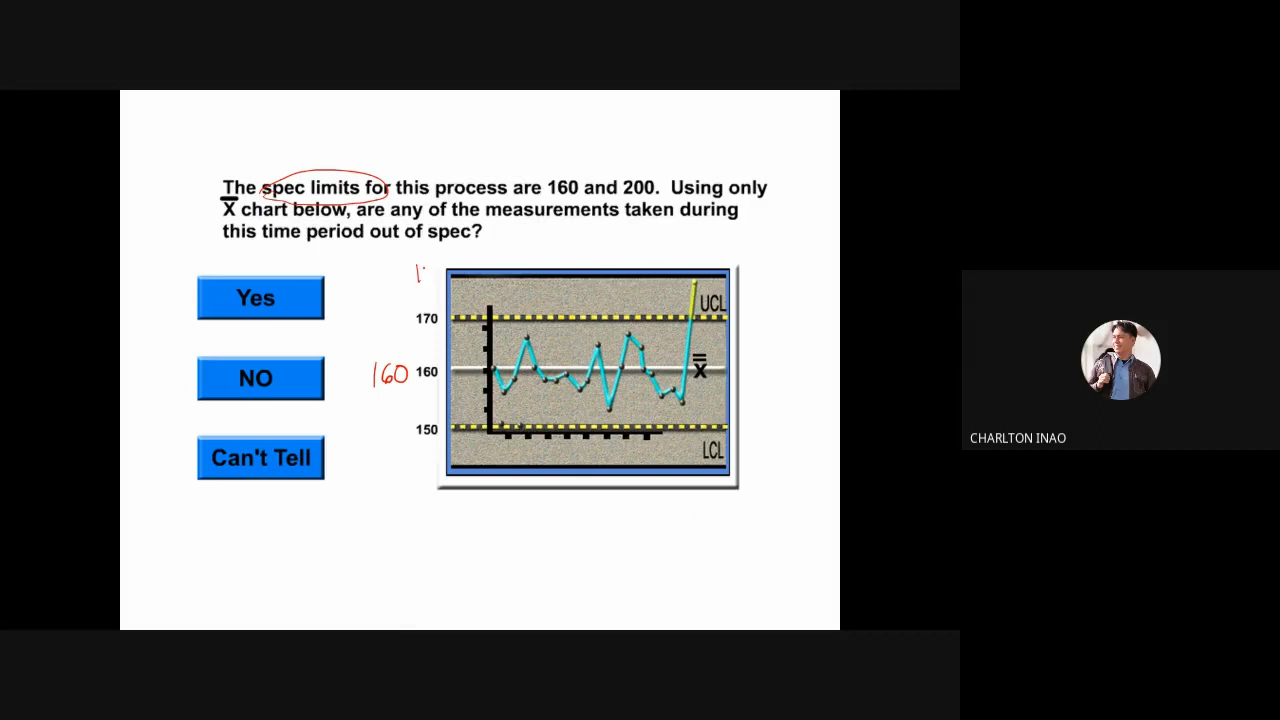 The spec limits for this process are 160 and 200. Using only
X̅ chart below, are any of the measurements taken during
this time period out of spec?
Yes
NO
Can't Tell
170
160
160
150
UCL
X̿
LCL
CHARLTON INAO